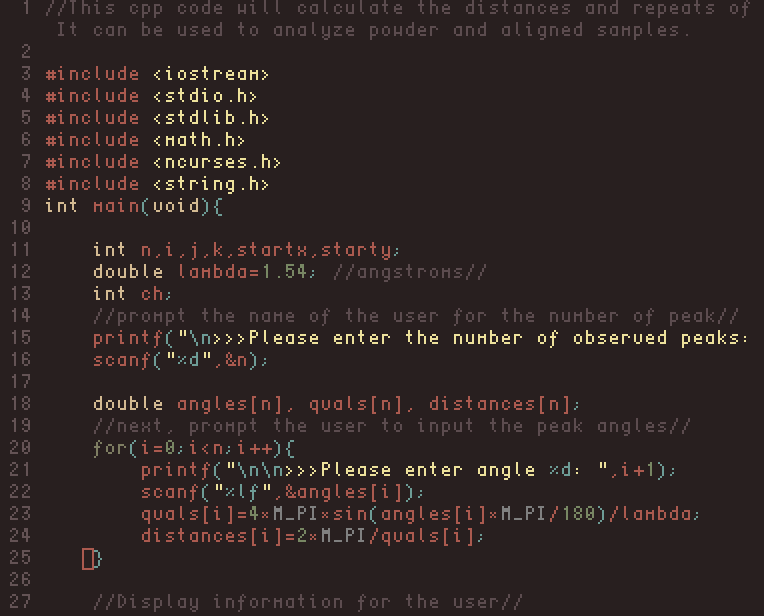 1 //This cpp code will calculate the distances and repeats of
It can be used to analyze powder and aligned samples.
2
3 #include <iostream>
4 #include <stdio.h>
5 #include <stdlib.h>
6 #include <math.h>
7 #include <ncurses.h>
8 #include <string.h>
9 int main(void){
10
11 int n,i,j,k,startx,starty;
12 double lambda=1.54; //angstroms//
13 int ch;
14 //prompt the name of the user for the number of peak//
15 printf("\n>>>Please enter the number of observed peaks:
16 scanf("%d",&n);
17
18 double angles[n], qvals[n], distances[n];
19 //next, prompt the user to input the peak angles//
20 for(i=0;i<n;i++){
21 printf("\n\n>>>Please enter angle %d: ",i+1);
22 scanf("%lf",&angles[i]);
23 qvals[i]=4*M_PI*sin(angles[i]*M_PI/180)/lambda;
24 distances[i]=2*M_PI/qvals[i];
25 }
26
27 //Display information for the user//